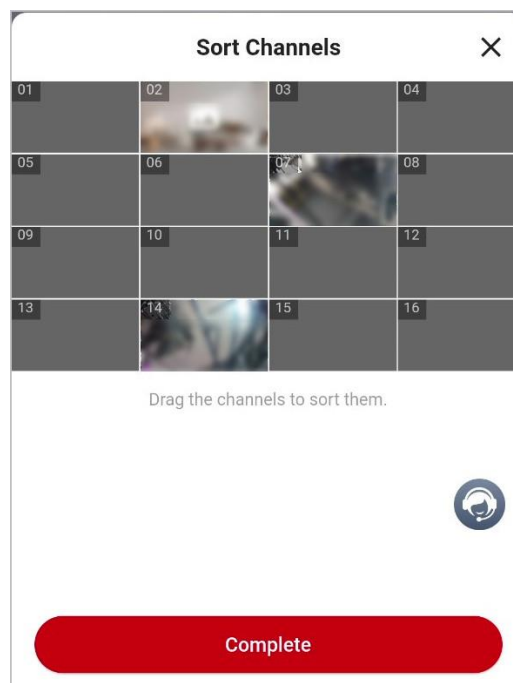 Sort Channels
01 02 03 04
05 06 07 08
09 10 11 12
13 14 15 16
Drag the channels to sort them.
Complete